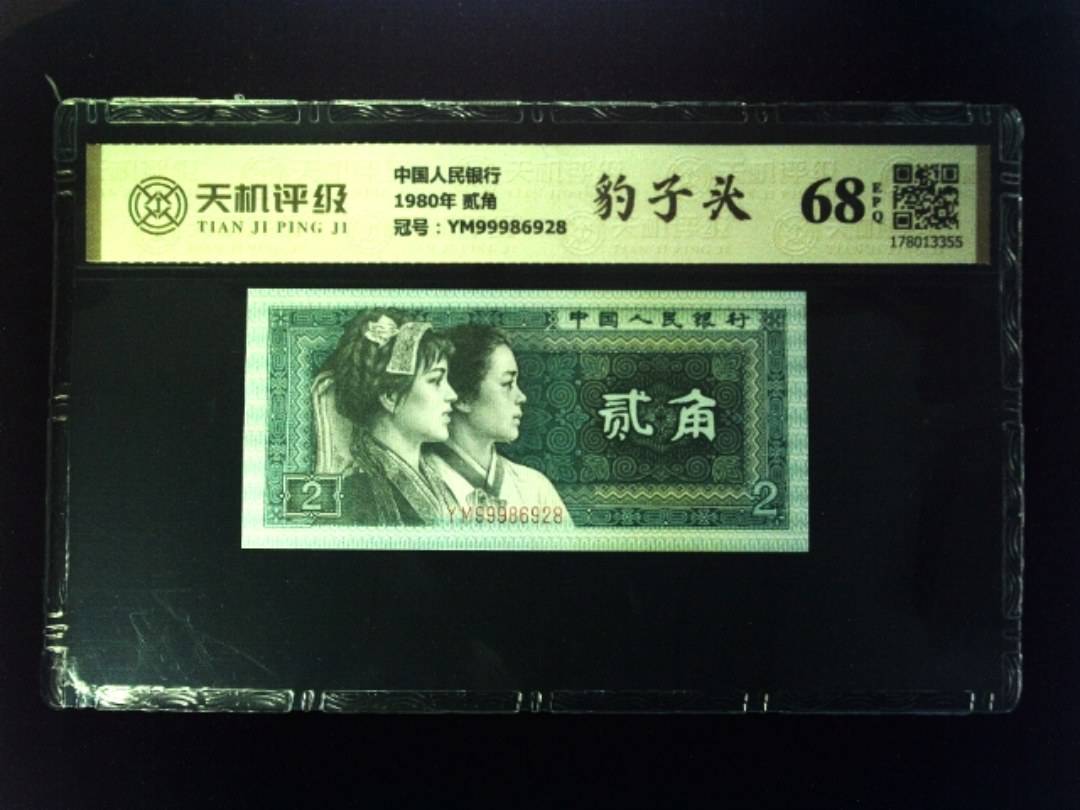 天机评级
TIAN JI PING JI
中国人民银行
1980年 贰角
冠号：YM99986928
豹子头
68
EPQ
178013355
中国人民银行
贰角
2
2
YM99986928